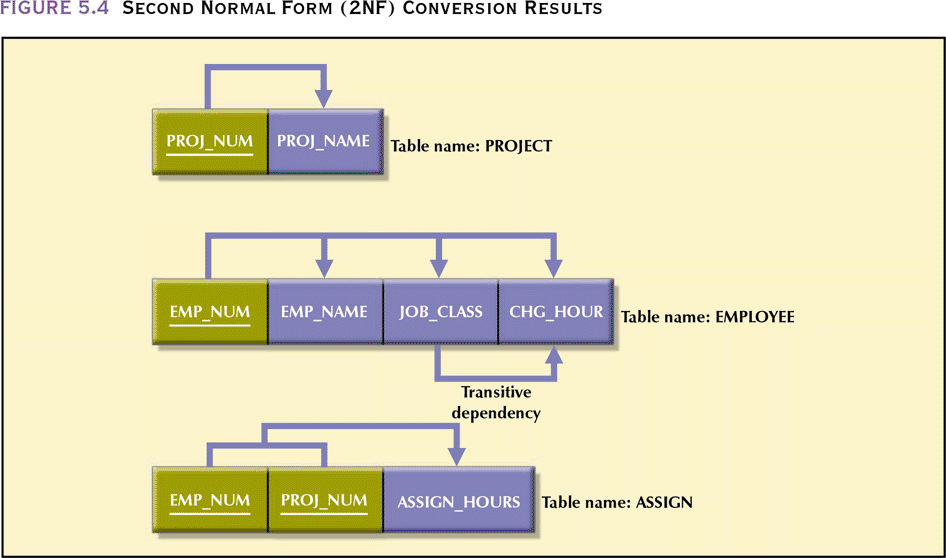 FIGURE 5.4 SECOND NORMAL FORM (2NF) CONVERSION RESULTS
PROJ_NUM PROJ_NAME Table name: PROJECT
EMP_NUM EMP_NAME JOB_CLASS CHG_HOUR Table name: EMPLOYEE
Transitive
dependency
EMP_NUM PROJ_NUM ASSIGN_HOURS Table name: ASSIGN